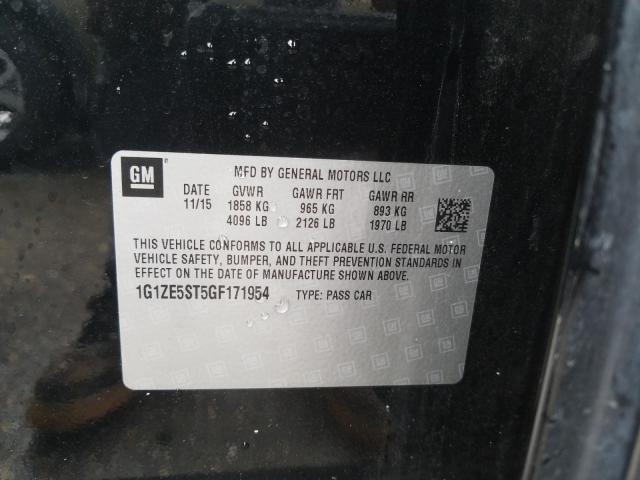 GM
MFD BY GENERAL MOTORS LLC
DATE GVWR GAWR FRT GAWR RR
11/15 1858 KG 965 KG 893 KG
4096 LB 2126 LB 1970 LB
THIS VEHICLE CONFORMS TO ALL APPLICABLE U.S. FEDERAL MOTOR
VEHICLE SAFETY, BUMPER, AND THEFT PREVENTION STANDARDS IN
EFFECT ON THE DATE OF MANUFACTURE SHOWN ABOVE.
1G1ZE5ST5GF171954 TYPE: PASS CAR